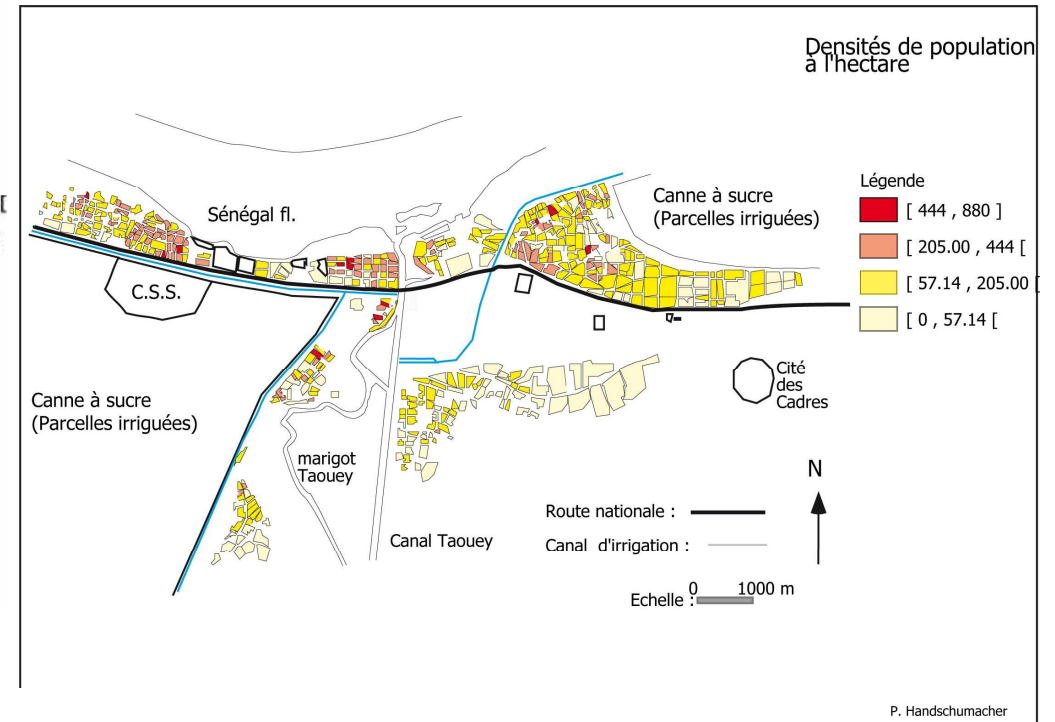 Densités de population
à l'hectare
[
Sénégal fl.
Canne à sucre
(Parcelles irriguées)
Légende
[ 444 , 880 ]
[ 205.00 , 444 [
[ 57.14 , 205.00 [
[ 0 , 57.14 [
C.S.S.
Cité
des
Cadres
Canne à sucre
(Parcelles irriguées)
marigot
Taouey
N
Route nationale :
Canal Taouey
Canal d'irrigation :
0 1000 m
Echelle :
P. Handschumacher